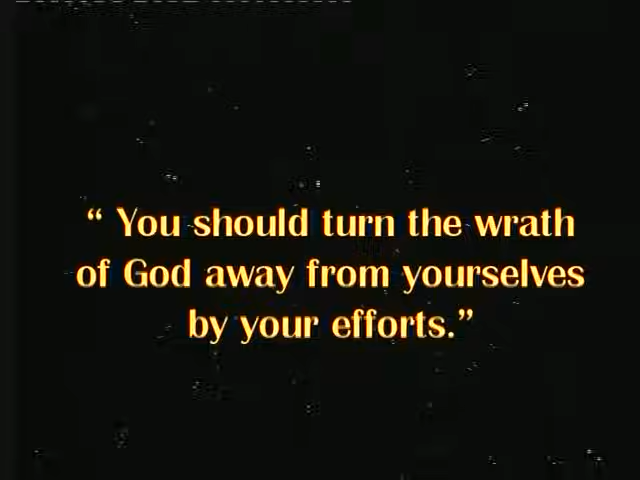 “ You should turn the wrath
of God away from yourselves
by your efforts.”